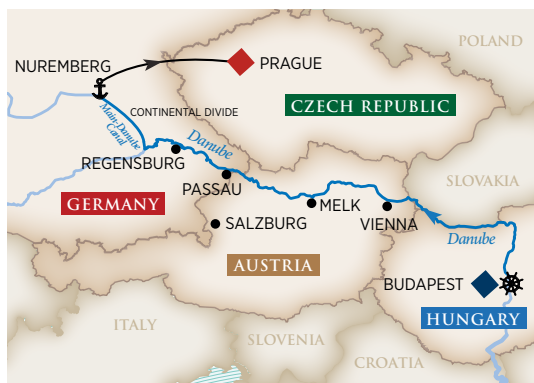 POLAND
NUREMBERG
PRAGUE
CZECH REPUBLIC
CONTINENTAL DIVIDE
Main-Danube
Canal
Danube
REGENSBURG
PASSAU
SLOVAKIA
GERMANY
MELK
SALZBURG
VIENNA
Danube
AUSTRIA
BUDAPEST
HUNGARY
ITALY
SLOVENIA
CROATIA